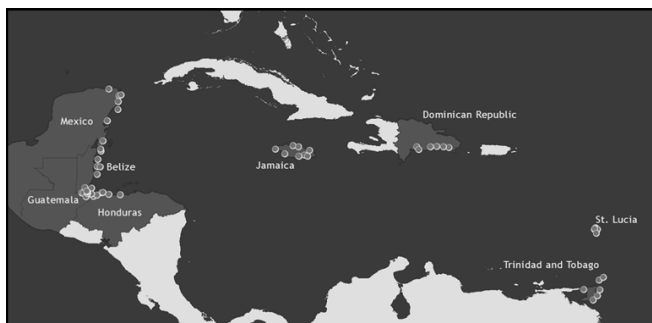 Dominican Republic
Mexico
Jamaica
Belize
Guatemala
Honduras
St. Lucia
Trinidad and Tobago